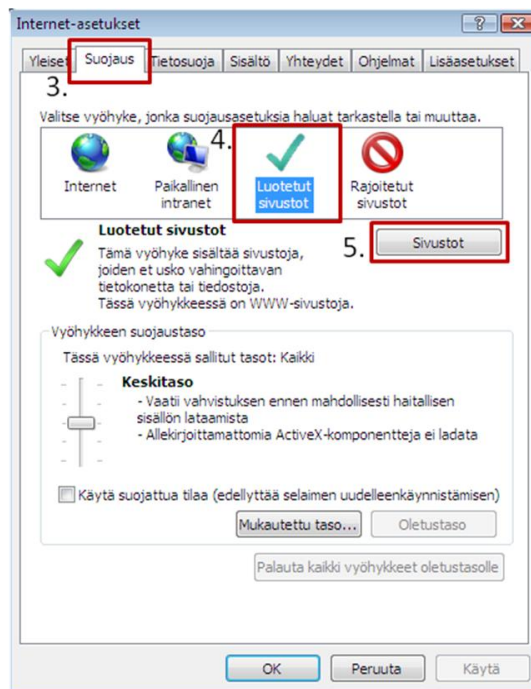 Internet-asetukset
Yleiset Suojaus Tietosuoja Sisältö Yhteydet Ohjelmat Lisäasetukset
3.
Valitse vyöhyke, jonka suojausasetuksia haluat tarkastella tai muuttaa.
4.
Internet
Paikallinen
intranet
Luotetut
sivustot
Rajoitetut
sivustot
Luotetut sivustot
5.
Sivustot
Tämä vyöhyke sisältää sivustoja,
joiden et usko vahingoittavan
tietokonetta tai tiedostoja.
Tässä vyöhykkeessä on WWW-sivustoja.
Vyöhykkeen suojaustaso
Tässä vyöhykkeessä sallitut tasot: Kaikki
Keskitaso
- Vaatii vahvistuksen ennen mahdollisesti haitallisen
sisällön lataamista
- Allekirjoittamattomia ActiveX-komponentteja ei ladata
Käytä suojattua tilaa (edellyttää selaimen uudelleenkäynnistämisen)
Mukautettu taso... Oletustaso
Palauta kaikki vyöhykkeet oletustasolle
OK Peruuta Käytä